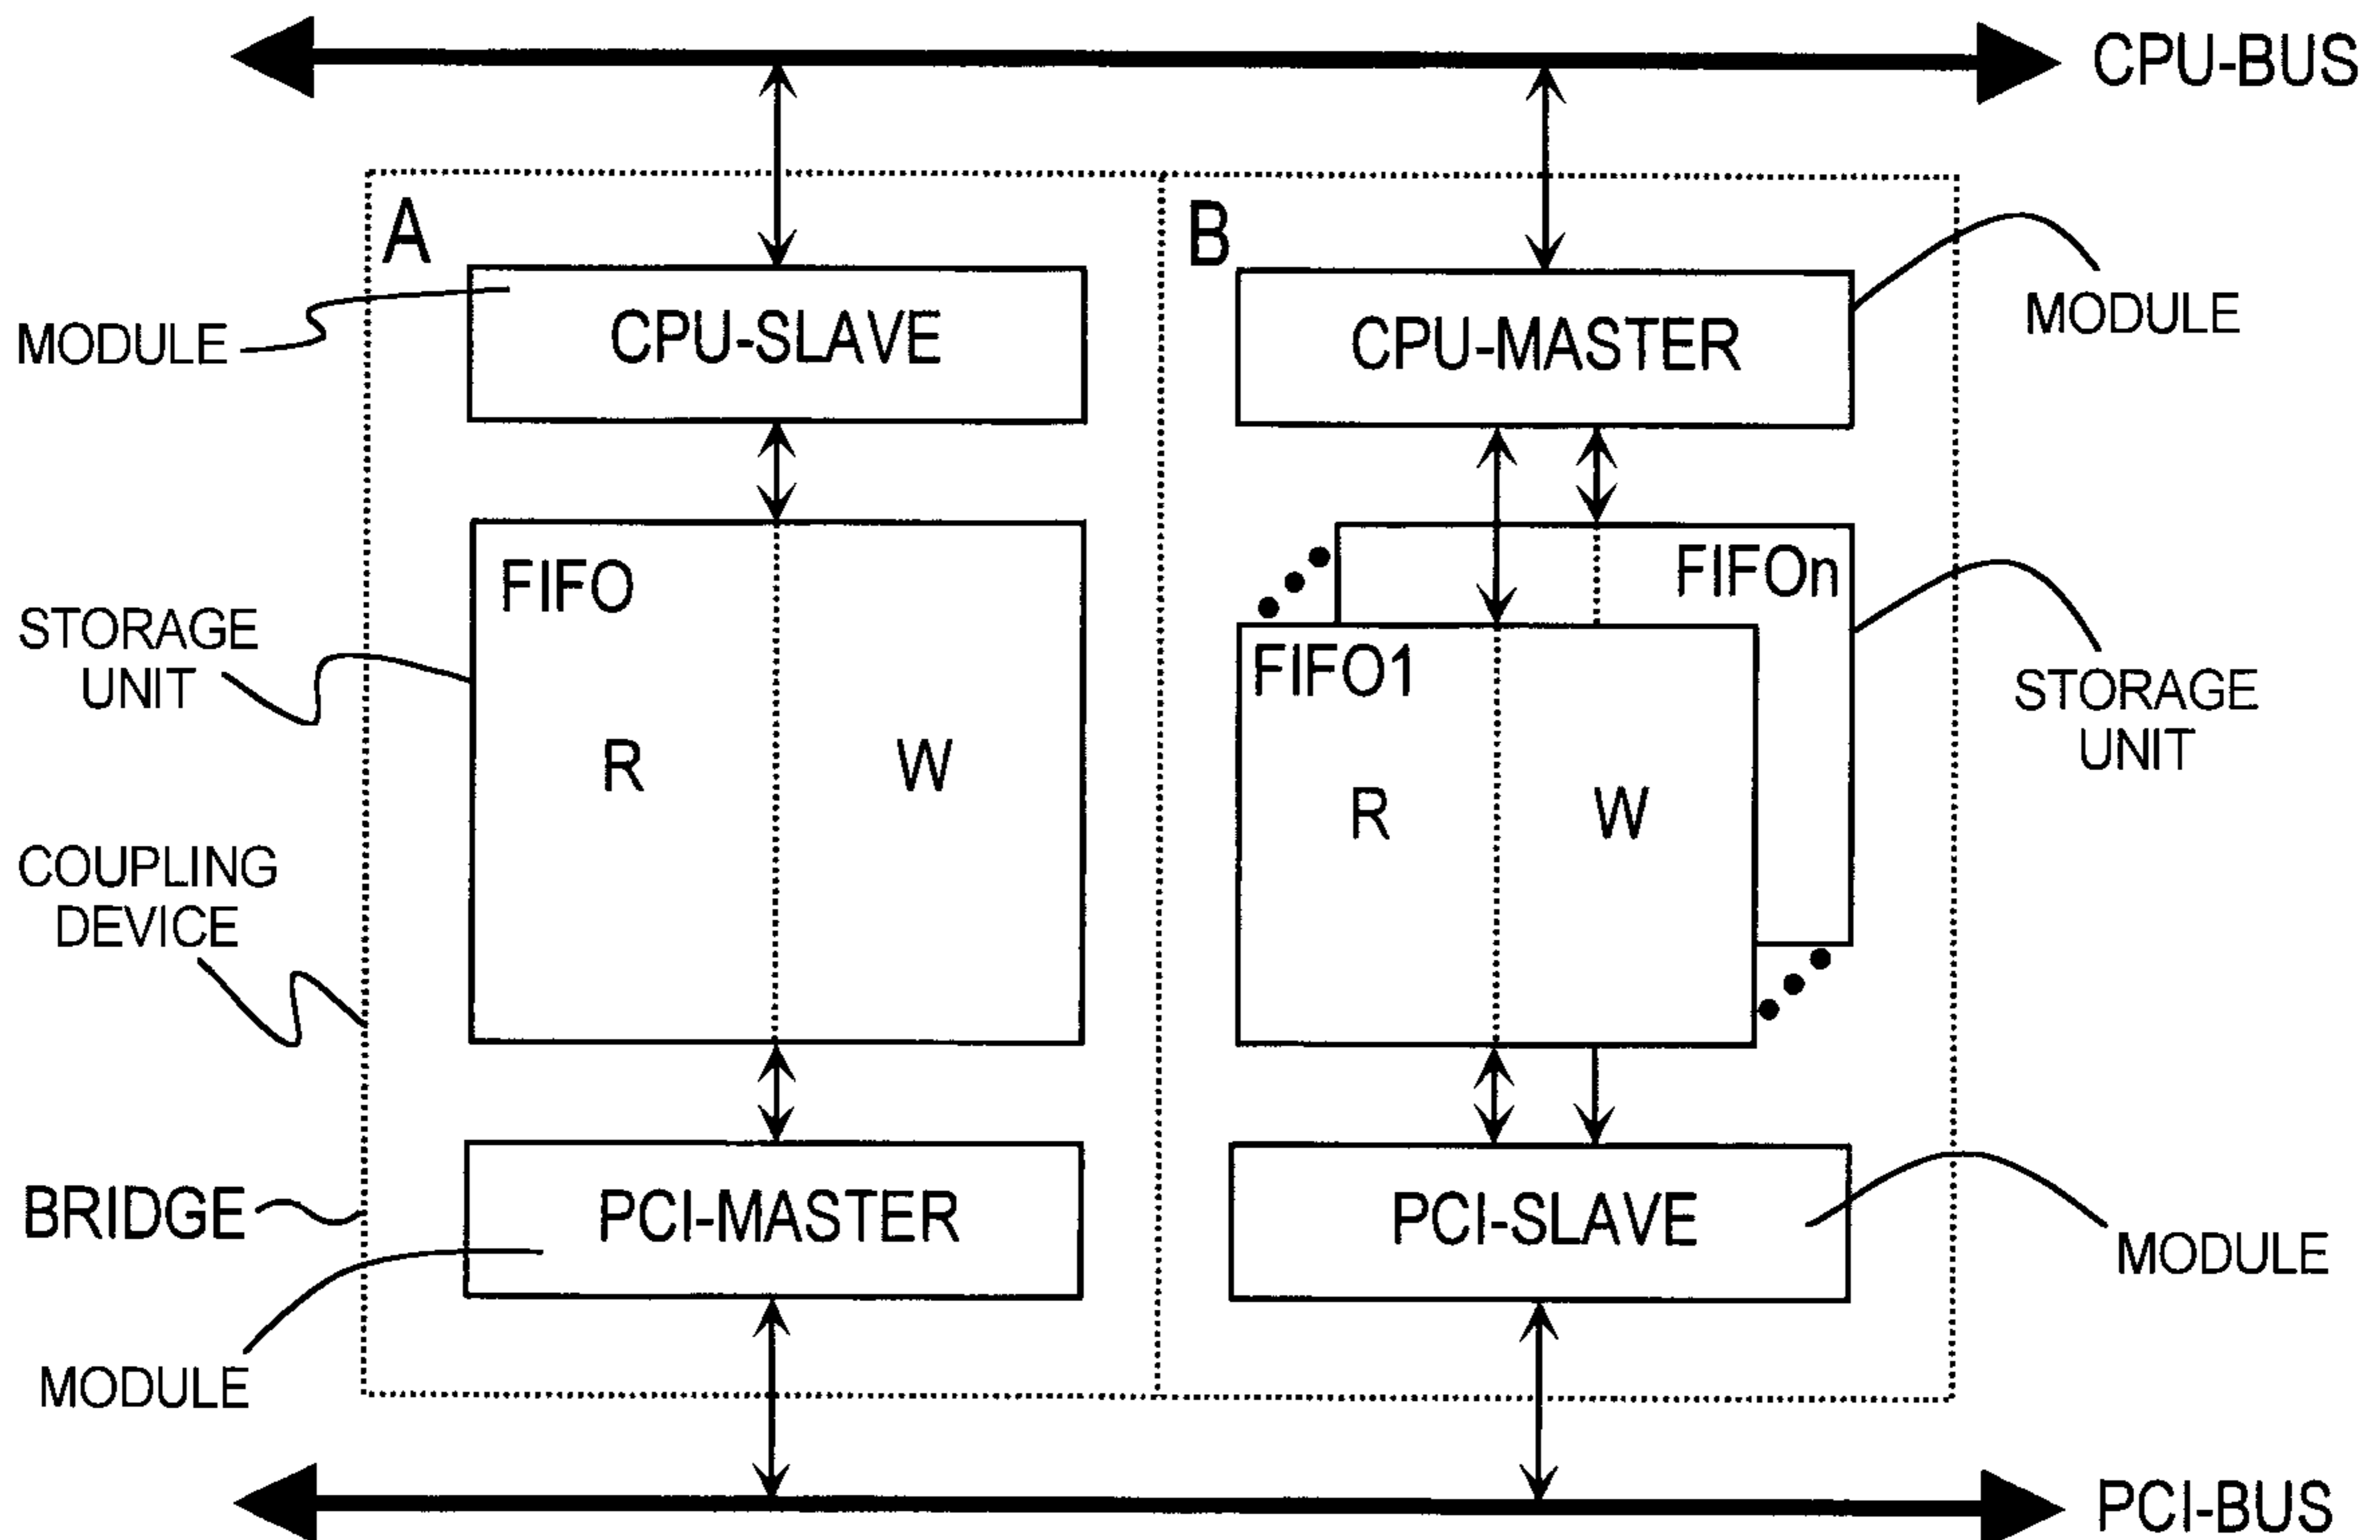 CPU-BUS
A
B
MODULE
CPU-SLAVE
CPU-MASTER
MODULE
FIFO
FIFOn
STORAGE
UNIT
FIFO1
STORAGE
UNIT
R
W
R
W
COUPLING
DEVICE
BRIDGE
PCI-MASTER
PCI-SLAVE
MODULE
MODULE
PCI-BUS